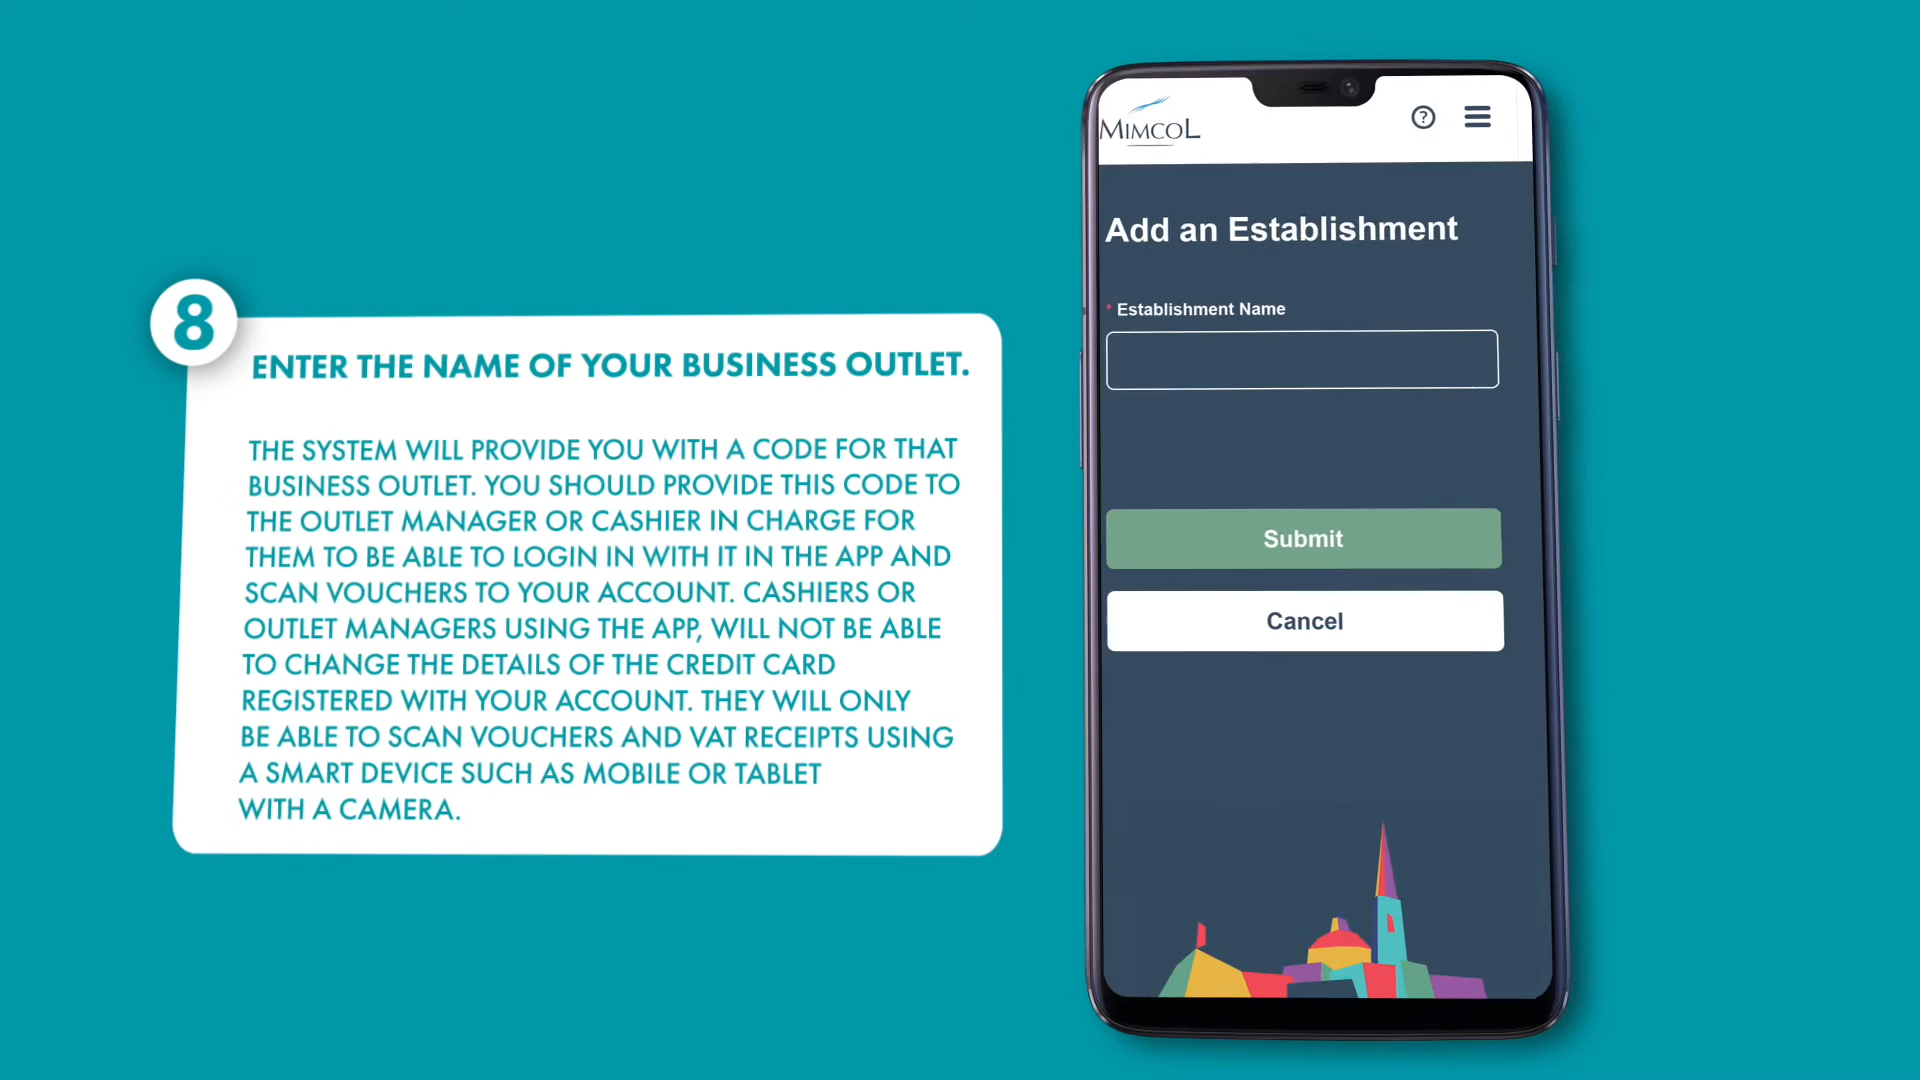 8
ENTER THE NAME OF YOUR BUSINESS OUTLET.
THE SYSTEM WILL PROVIDE YOU WITH A CODE FOR THAT
BUSINESS OUTLET. YOU SHOULD PROVIDE THIS CODE TO
THE OUTLET MANAGER OR CASHIER IN CHARGE FOR
THEM TO BE ABLE TO LOGIN IN WITH IT IN THE APP AND
SCAN VOUCHERS TO YOUR ACCOUNT. CASHIERS OR
OUTLET MANAGERS USING THE APP, WILL NOT BE ABLE
TO CHANGE THE DETAILS OF THE CREDIT CARD
REGISTERED WITH YOUR ACCOUNT. THEY WILL ONLY
BE ABLE TO SCAN VOUCHERS AND VAT RECEIPTS USING
A SMART DEVICE SUCH AS MOBILE OR TABLET
WITH A CAMERA.
MIMCOL
?
Add an Establishment
* Establishment Name
Submit
Cancel